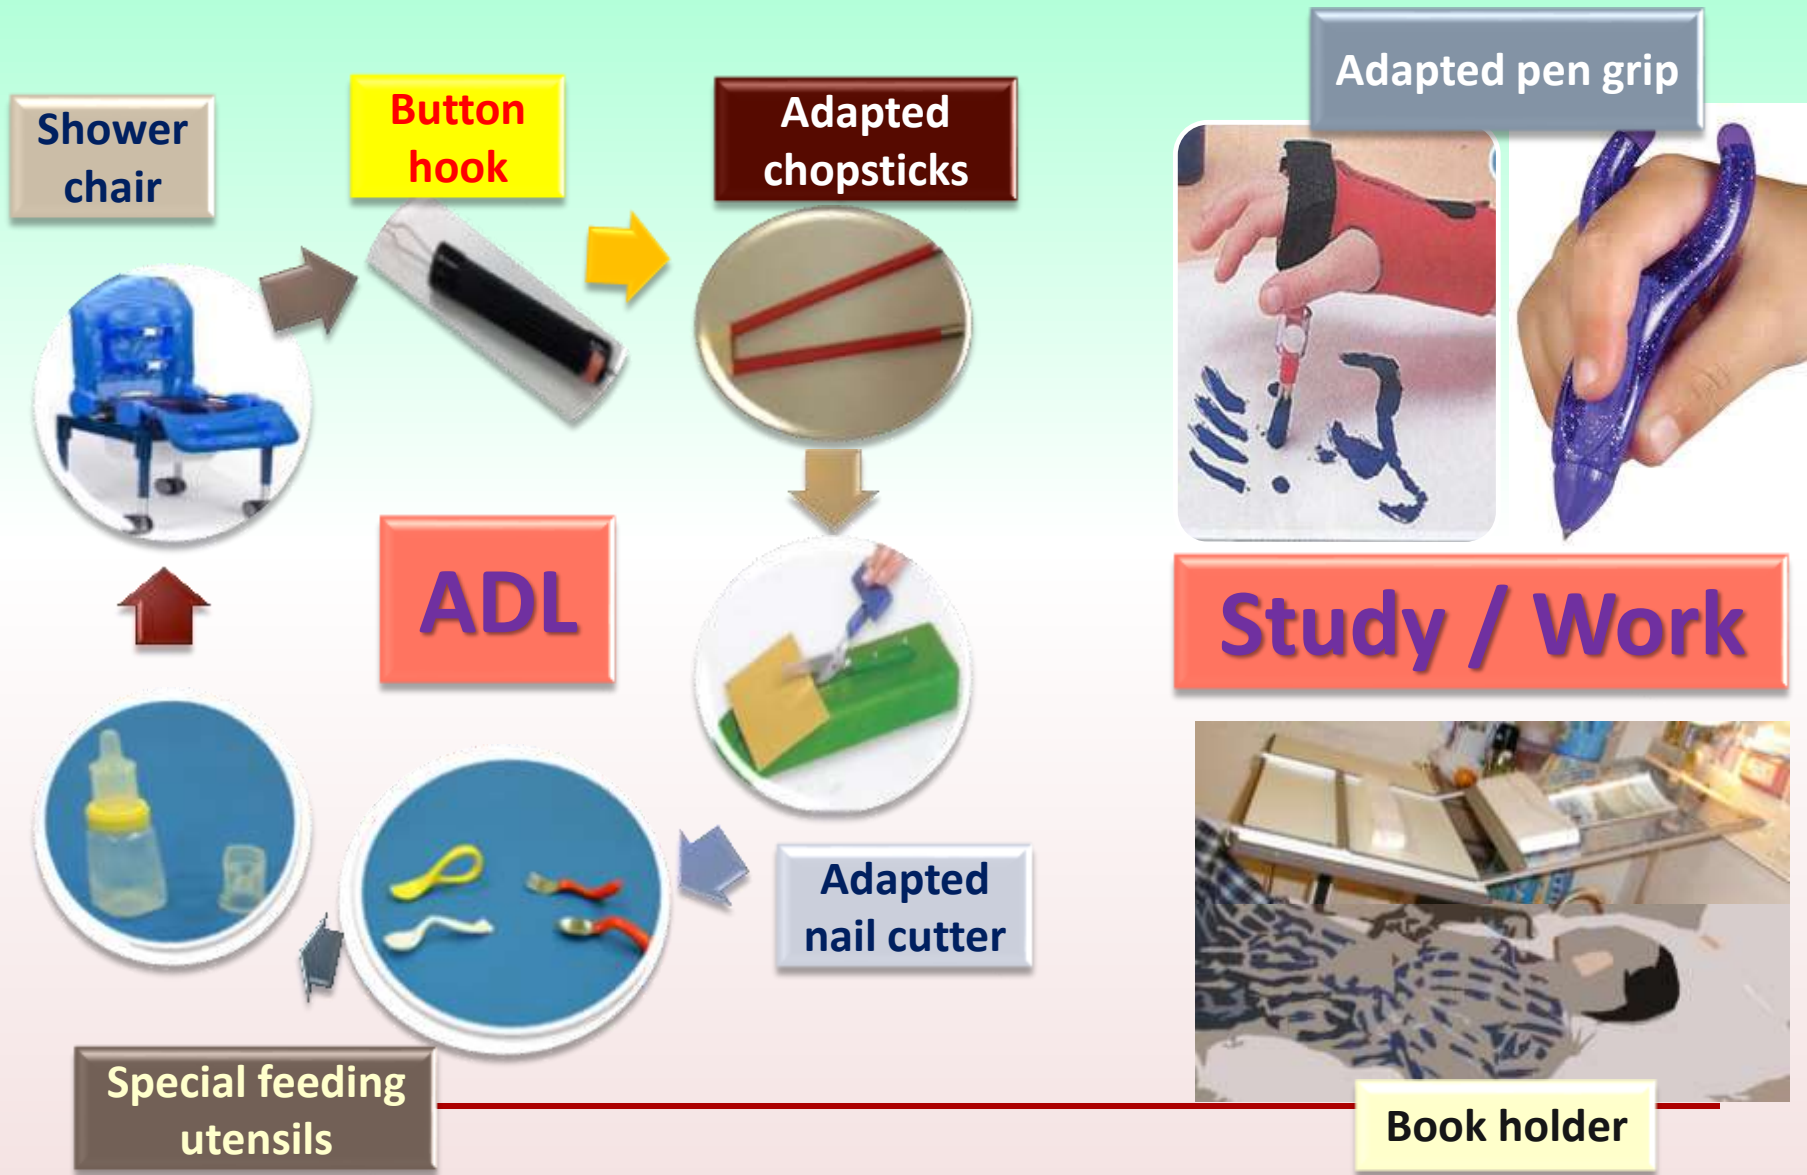 Shower
chair
Button
hook
Adapted
chopsticks
ADL
Adapted
nail cutter
Special feeding
utensils
Adapted pen grip
Study / Work
Book holder